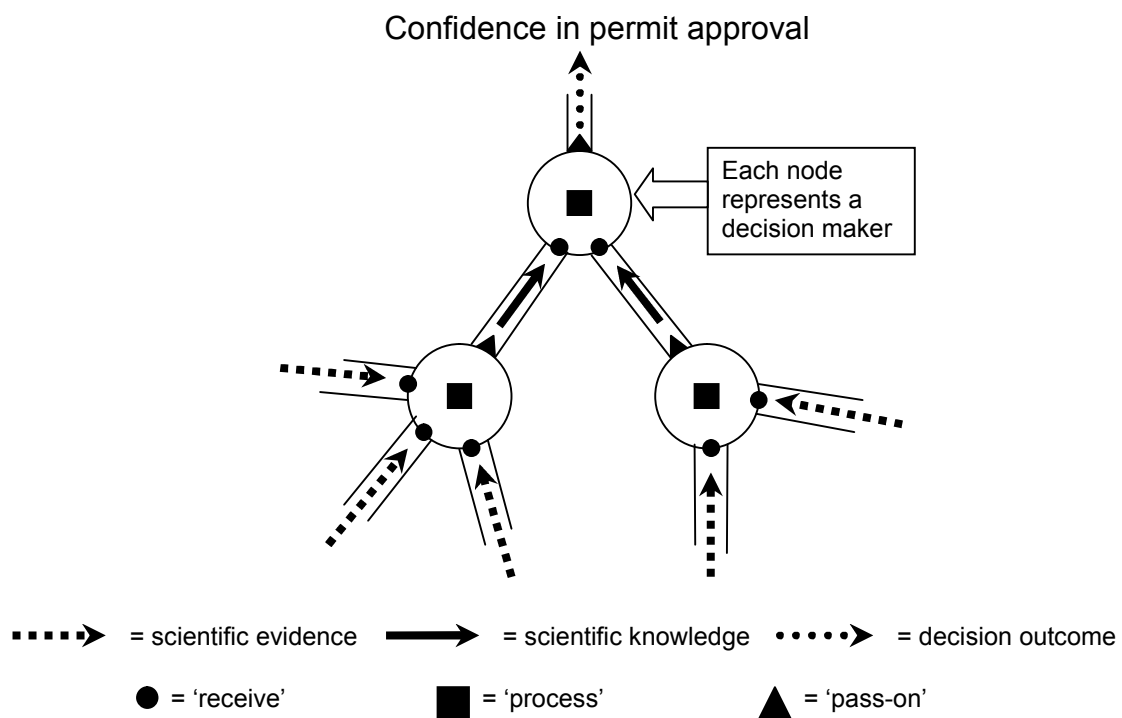 Confidence in permit approval
Each node
represents a
decision maker
= scientific evidence
= scientific knowledge
= decision outcome
= ‘receive’
= ‘process’
= ‘pass-on’